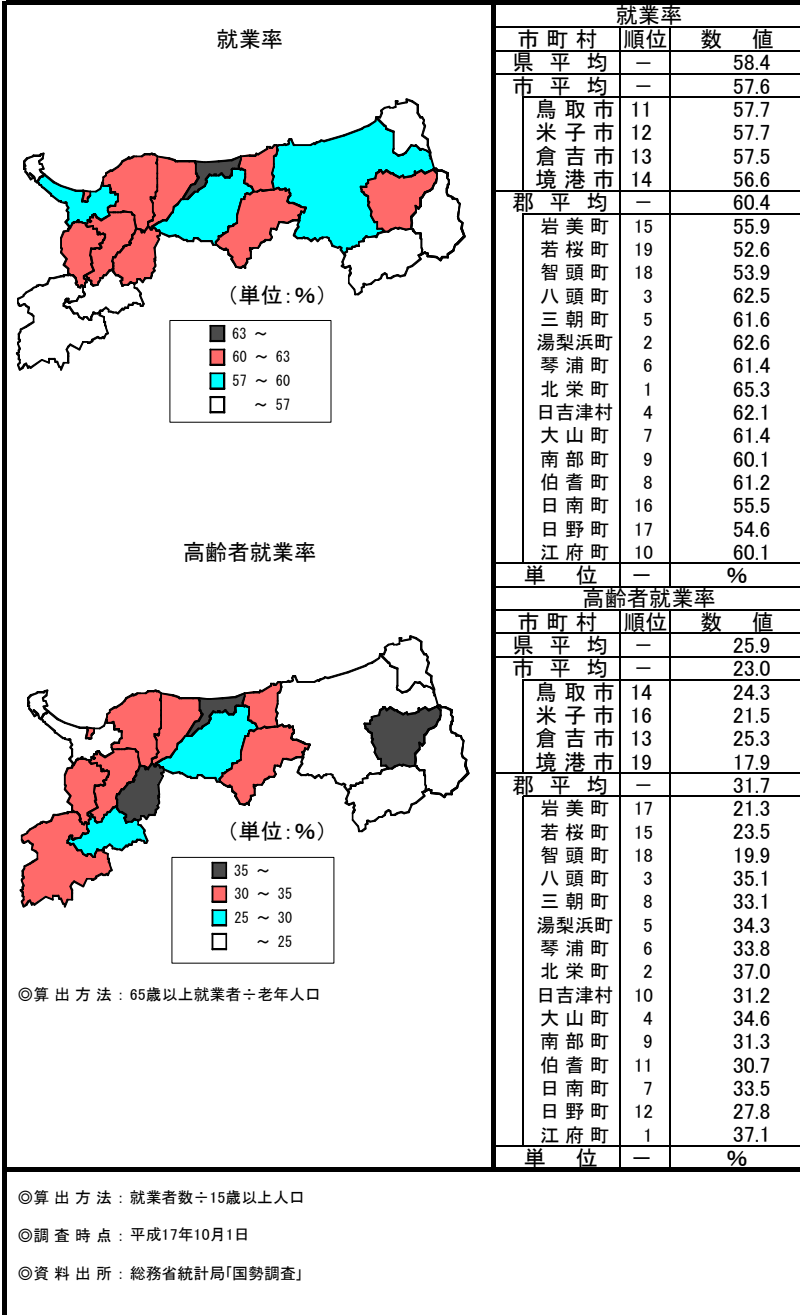 就業率
（単位：％）
63 ～
60 ～ 63
57 ～ 60
～ 57
高齢者就業率
（単位：％）
35 ～
30 ～ 35
25 ～ 30
～ 25
◎算 出 方 法 ： 65歳以上就業者÷老年人口
就業率
市 町 村 順位 数 値
県 平 均 － 58.4
市 平 均 － 57.6
鳥 取 市 11 57.7
米 子 市 12 57.7
倉 吉 市 13 57.5
境 港 市 14 56.6
郡 平 均 － 60.4
岩 美 町 15 55.9
若 桜 町 19 52.6
智 頭 町 18 53.9
八 頭 町 3 62.5
三 朝 町 5 61.6
湯梨浜町 2 62.6
琴 浦 町 6 61.4
北 栄 町 1 65.3
日吉津村 4 62.1
大 山 町 7 61.4
南 部 町 9 60.1
伯 耆 町 8 61.2
日 南 町 16 55.5
日 野 町 17 54.6
江 府 町 10 60.1
単 位 － %
高齢者就業率
市 町 村 順位 数 値
県 平 均 － 25.9
市 平 均 － 23.0
鳥 取 市 14 24.3
米 子 市 16 21.5
倉 吉 市 13 25.3
境 港 市 19 17.9
郡 平 均 － 31.7
岩 美 町 17 21.3
若 桜 町 15 23.5
智 頭 町 18 19.9
八 頭 町 3 35.1
三 朝 町 8 33.1
湯梨浜町 5 34.3
琴 浦 町 6 33.8
北 栄 町 2 37.0
日吉津村 10 31.2
大 山 町 4 34.6
南 部 町 9 31.3
伯 耆 町 11 30.7
日 南 町 7 33.5
日 野 町 12 27.8
江 府 町 1 37.1
単 位 － %
◎算 出 方 法 ： 就業者数÷15歳以上人口
◎調 査 時 点 ： 平成17年10月1日
◎資 料 出 所 ： 総務省統計局「国勢調査」